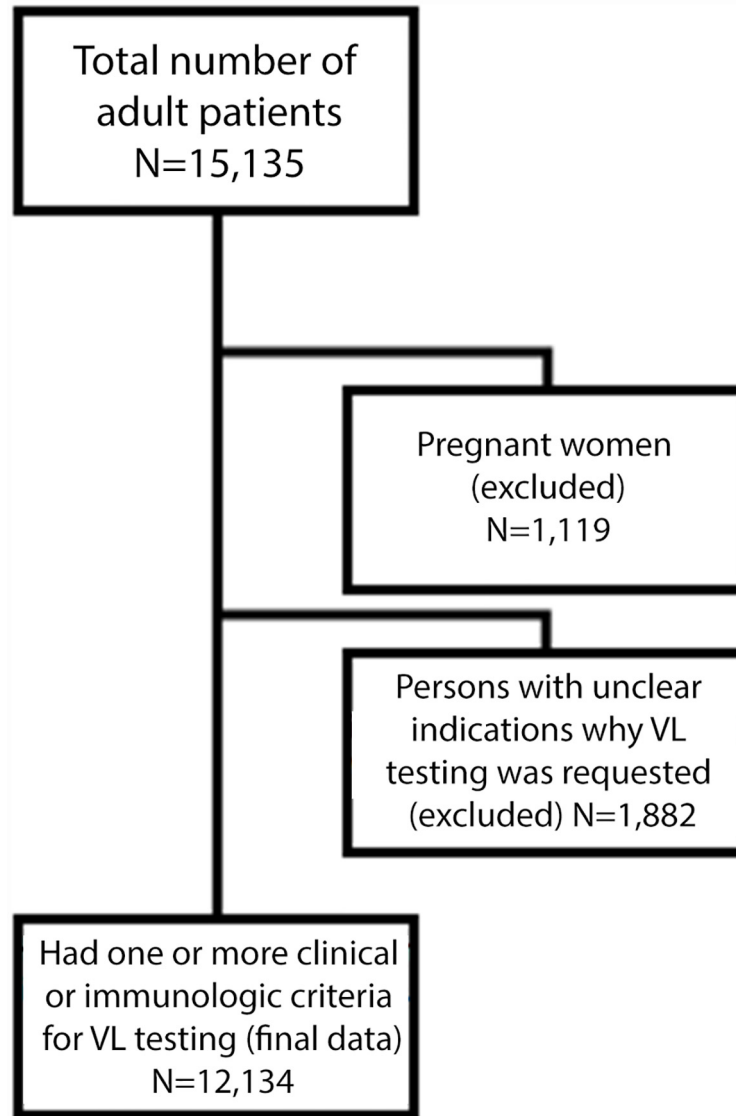 Total number of
adult patients
N=15,135
Pregnant women
(excluded)
N=1,119
Persons with unclear
indications why VL
testing was requested
(excluded) N=1,882
Had one or more clinical
or immunologic criteria
for VL testing (final data)
N=12,134